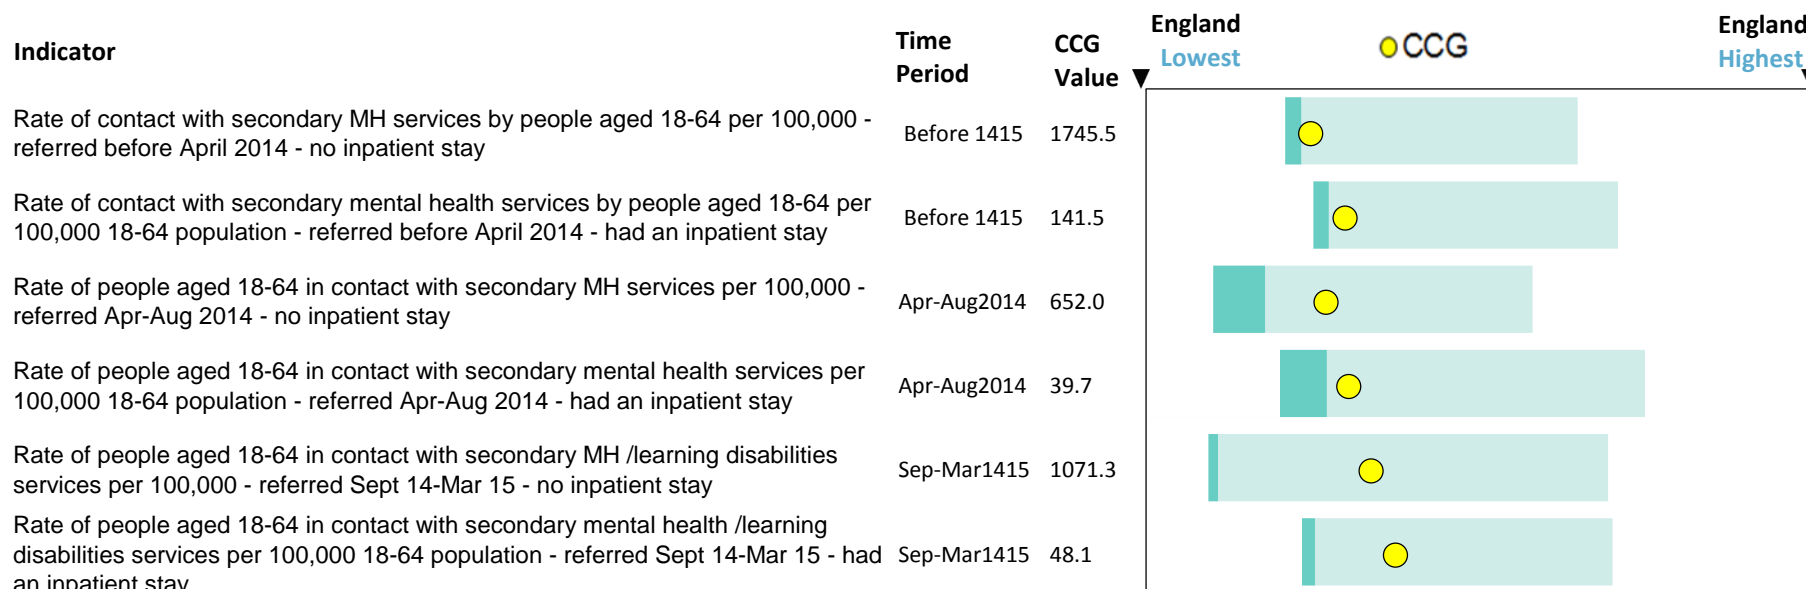 Indicator
Time
Period
CCG
Value
England
Lowest
CCG
England
Highest
Rate of contact with secondary MH services by people aged 18-64 per 100,000 -
referred before April 2014 - no inpatient stay
Before 1415 1745.5
Rate of contact with secondary mental health services by people aged 18-64 per
100,000 18-64 population - referred before April 2014 - had an inpatient stay
Before 1415 141.5
Rate of people aged 18-64 in contact with secondary MH services per 100,000 -
referred Apr-Aug 2014 - no inpatient stay
Apr-Aug2014 652.0
Rate of people aged 18-64 in contact with secondary mental health services per
100,000 18-64 population - referred Apr-Aug 2014 - had an inpatient stay
Apr-Aug2014 39.7
Rate of people aged 18-64 in contact with secondary MH /learning disabilities
services per 100,000 - referred Sept 14-Mar 15 - no inpatient stay
Sep-Mar1415 1071.3
Rate of people aged 18-64 in contact with secondary mental health /learning
disabilities services per 100,000 18-64 population - referred Sept 14-Mar 15 - had
an inpatient stay
Sep-Mar1415 48.1